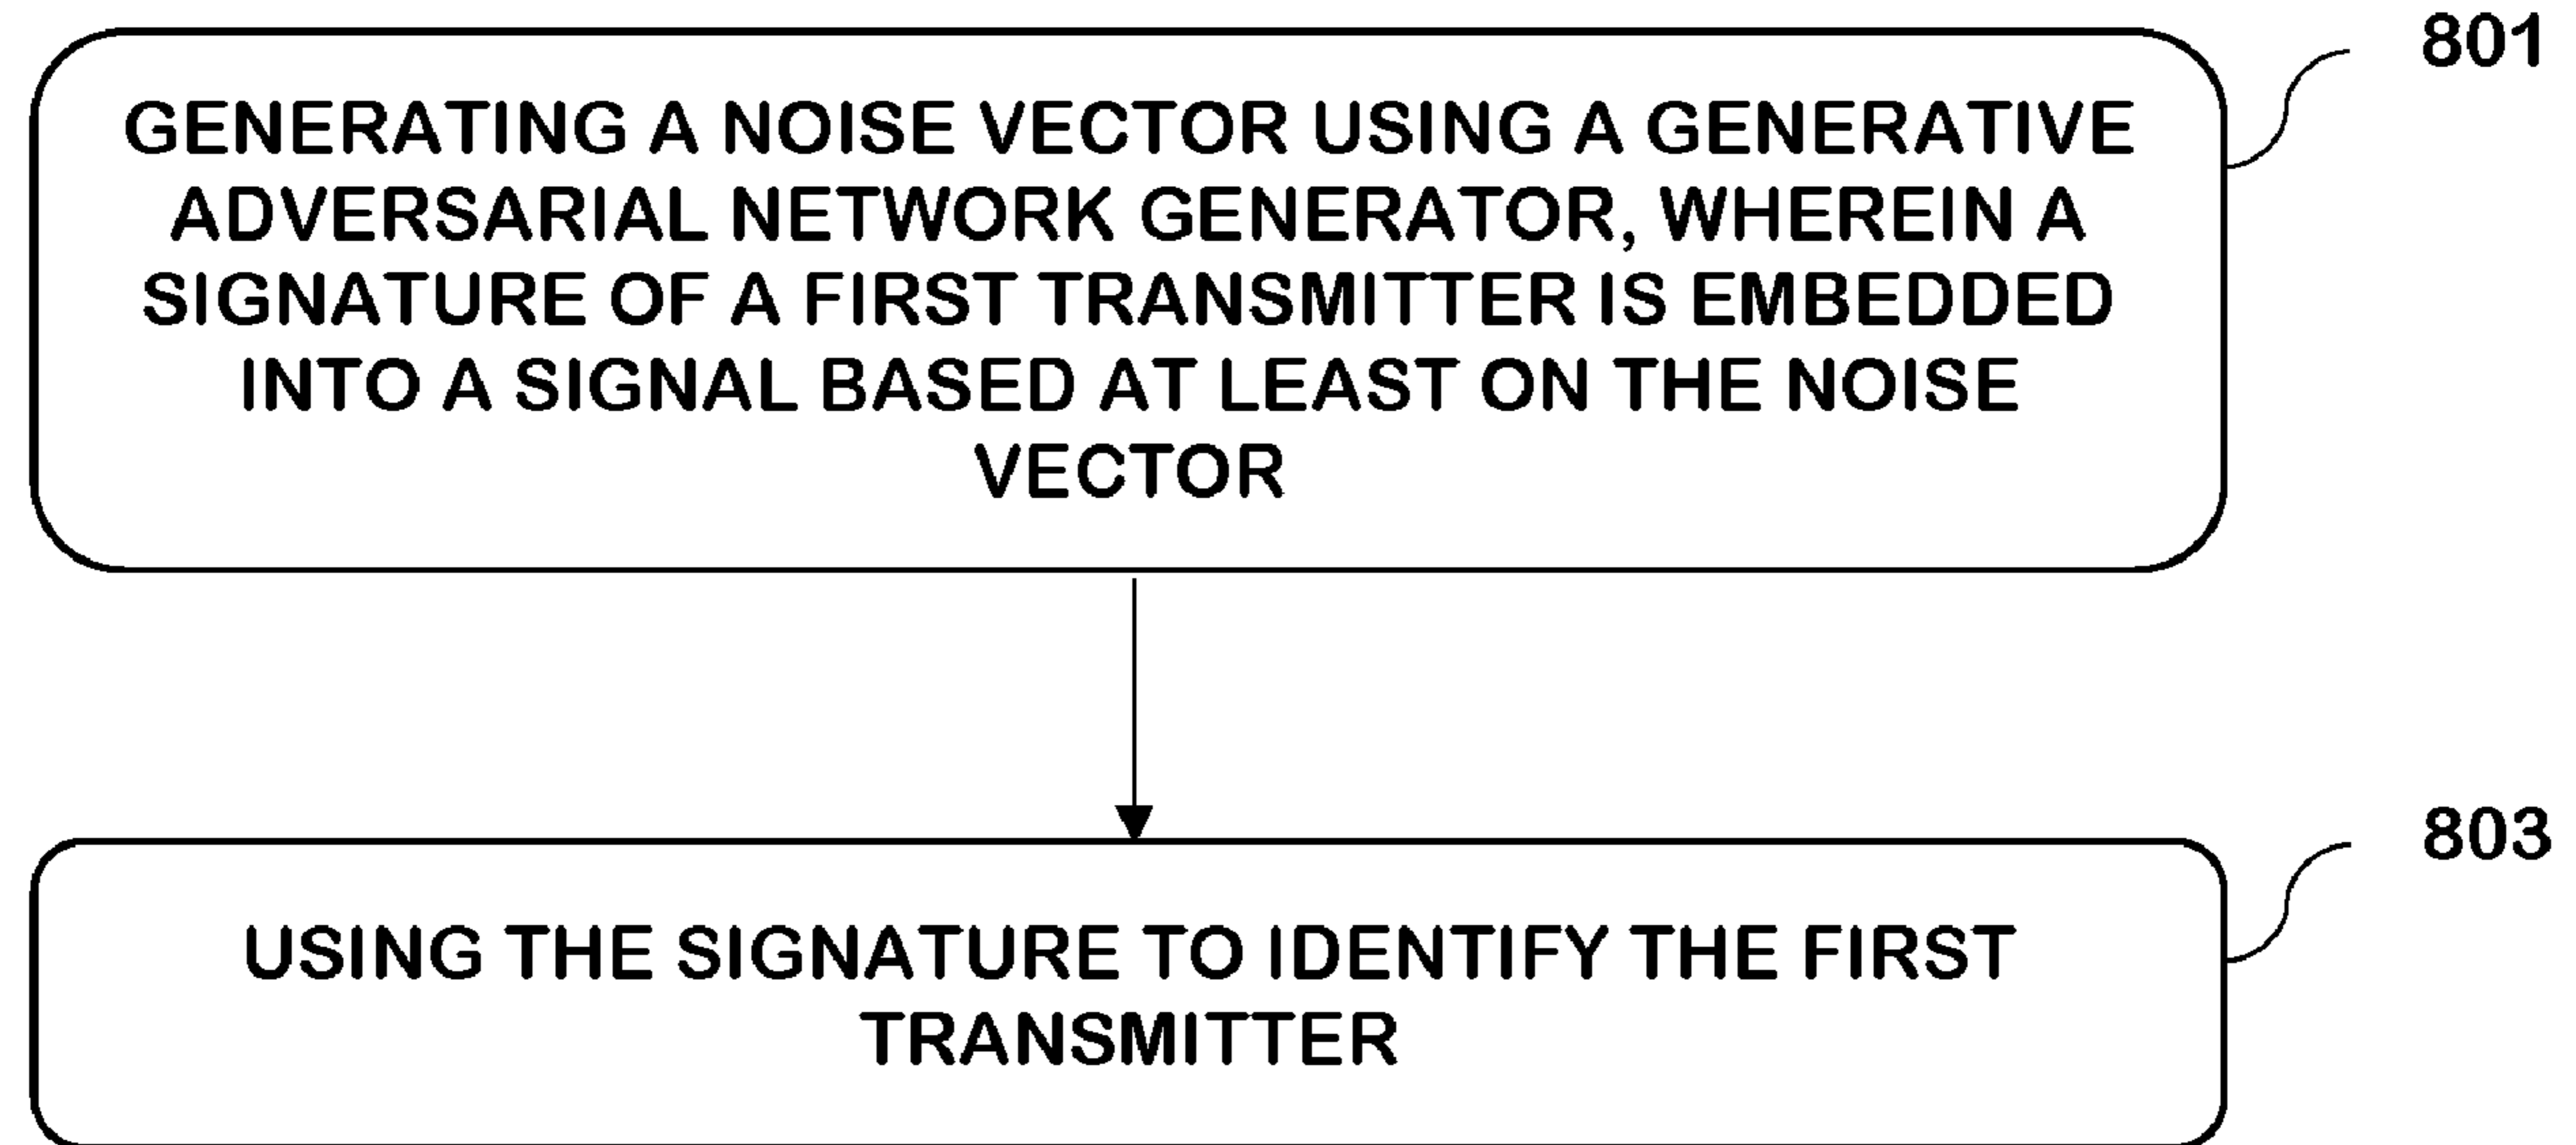 801
GENERATING A NOISE VECTOR USING A GENERATIVE
ADVERSARIAL NETWORK GENERATOR, WHEREIN A
SIGNATURE OF A FIRST TRANSMITTER IS EMBEDDED
INTO A SIGNAL BASED AT LEAST ON THE NOISE
VECTOR
803
USING THE SIGNATURE TO IDENTIFY THE FIRST
TRANSMITTER